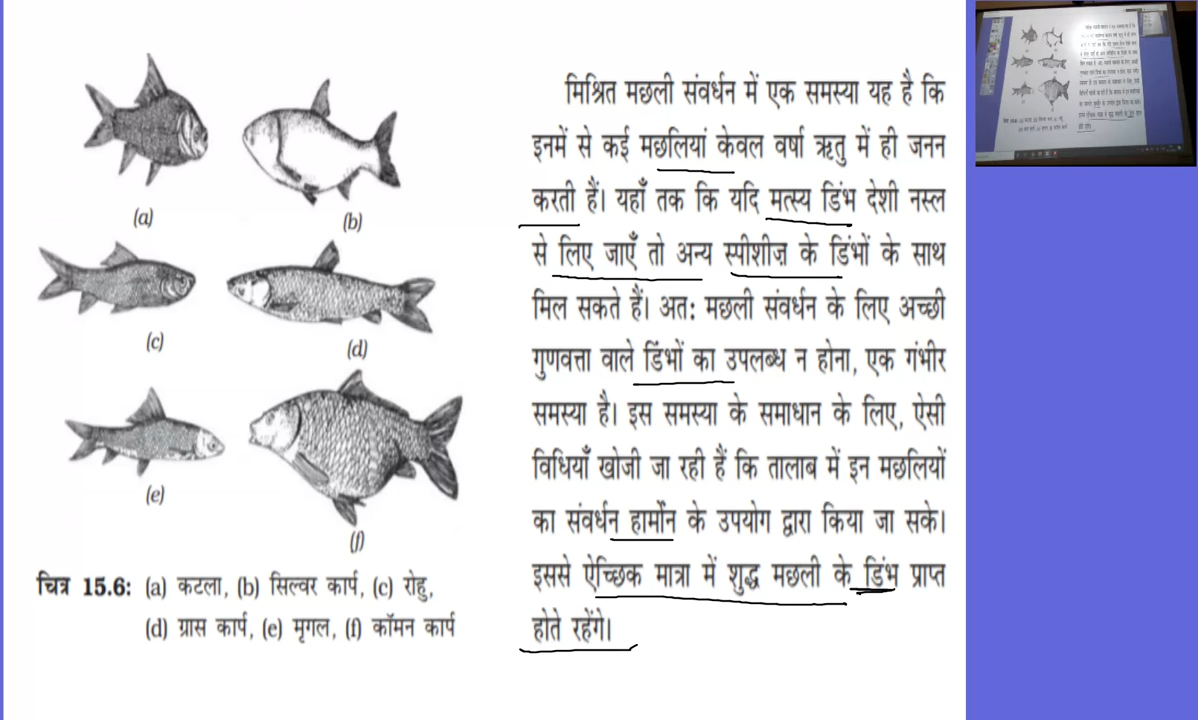 (a)
(b)
(c)
(d)
(e)
(f)
चित्र 15.6: (a) कटला, (b) सिल्वर कार्प, (c) रोहु,
(d) ग्रास कार्प, (e) मृगल, (f) कॉमन कार्प
मिश्रित मछली संवर्धन में एक समस्या यह है कि
इनमें से कई मछलियां केवल वर्षा ऋतु में ही जनन
करती हैं। यहाँ तक कि यदि मत्स्य डिंभ देशी नस्ल
से लिए जाएँ तो अन्य स्पीशीज़ के डिंभों के साथ
मिल सकते हैं। अत: मछली संवर्धन के लिए अच्छी
गुणवत्ता वाले डिंभों का उपलब्ध न होना, एक गंभीर
समस्या है। इस समस्या के समाधान के लिए, ऐसी
विधियाँ खोजी जा रही हैं कि तालाब में इन मछलियों
का संवर्धन हार्मोन के उपयोग द्वारा किया जा सके।
इससे ऐच्छिक मात्रा में शुद्ध मछली के डिंभ प्राप्त
होते रहेंगे।